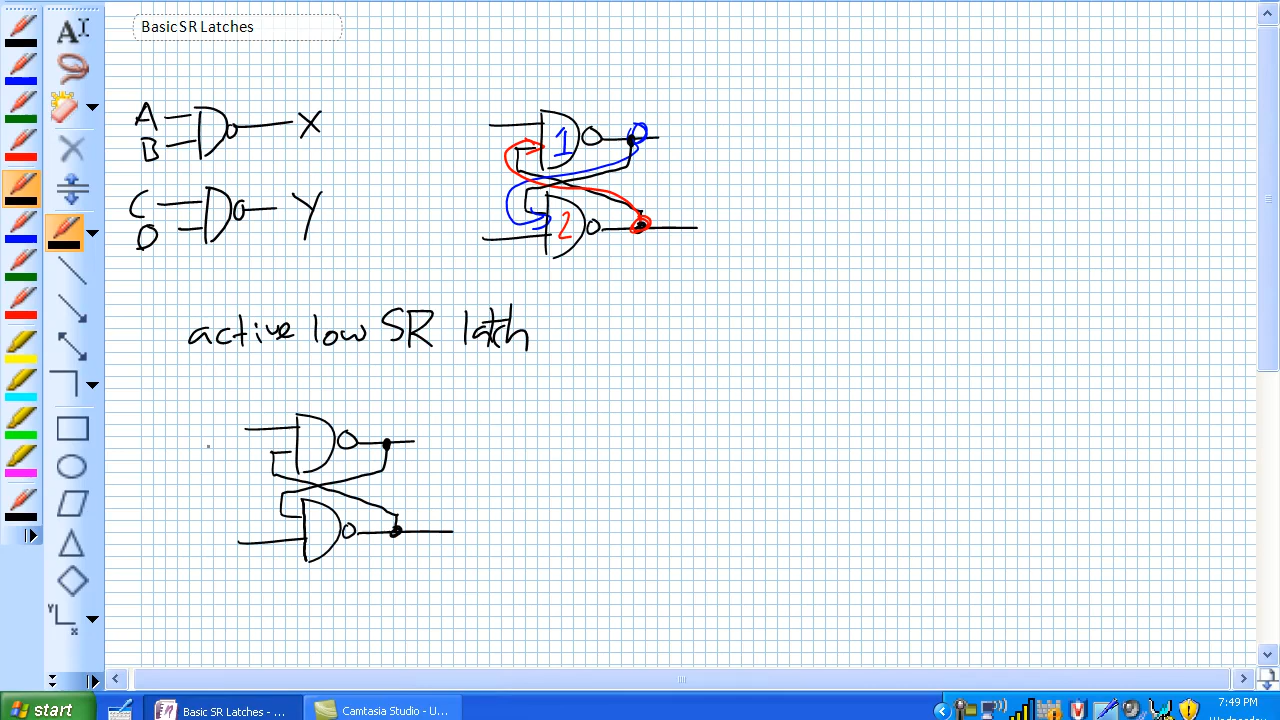 Basic SR Latches
A
B
X
C
D
Y
1
2
active low SR latch
start
Basic SR Latches - ...
Camtasia Studio - U...
7:49 PM